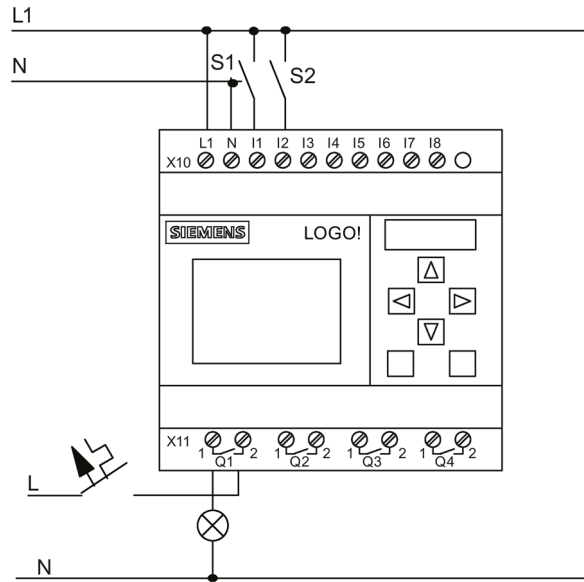 L1
N
S1 S2
L1 N I1 I2 I3 I4 I5 I6 I7 I8
X10
SIEMENS LOGO!
X11
1 2 1 2 1 2 1 2
Q1 Q2 Q3 Q4
L
N